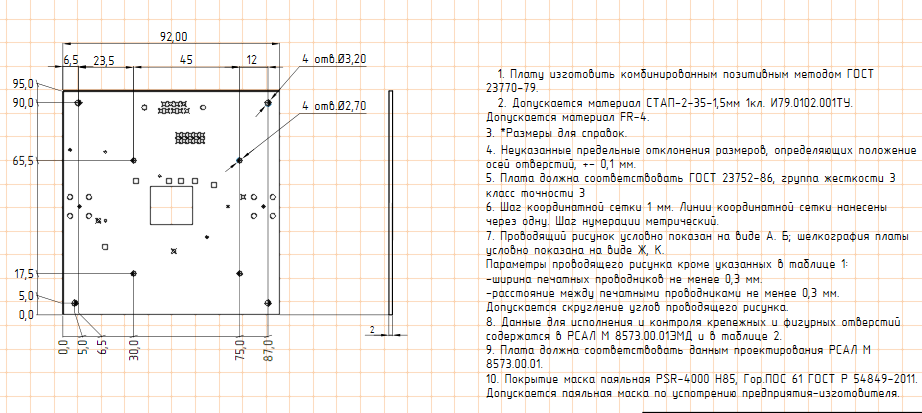 92,00
6,5
23,5
45
12
4 отв.Ø3,20
4 отв.Ø2,70
95,0
90,0
65,5
17,5
5,0
0,0
0,0
5,0
6,5
30,0
75,0
87,0
2
1. Плату изготовить комбинированным позитивным методом ГОСТ
23770-79.
2. Допускается материал СТАП-2-35-1,5мм 1кл. И79.0102.001ТУ.
Допускается материал FR-4.
3. *Размеры для справок.
4. Неуказанные предельные отклонения размеров, определяющих положение
осей отверстий, +- 0,1 мм.
5. Плата должна соответствовать ГОСТ 23752-86, группа жесткости 3
класс точности 3
6. Шаг координатной сетки 1 мм. Линии координатной сетки нанесены
через одну. Шаг нумерации метрический.
7. Проводящий рисунок условно показан на виде А. Б; шелкография платы
условно показана на виде Ж, К.
Параметры проводящего рисунка кроме указанных в таблице 1:
-ширина печатных проводников не менее 0,3 мм.
-расстояние между печатными проводниками не менее 0,3 мм.
Допускается скругление углов проводящего рисунка.
8. Данные для исполнения и контроля крепежных и фигурных отверстий
содержатся в РСАЛ М 8573.00.01ЭМД и в таблице 2.
9. Плата должна соответствовать данным проектирования РСАЛ М
8573.00.01.
10. Покрытие маска паяльная PSR-4000 H85, Гор.ПОС 61 ГОСТ Р 54849-2011.
Допускается паяльная маска по успотрению предприятия-изготовителя.